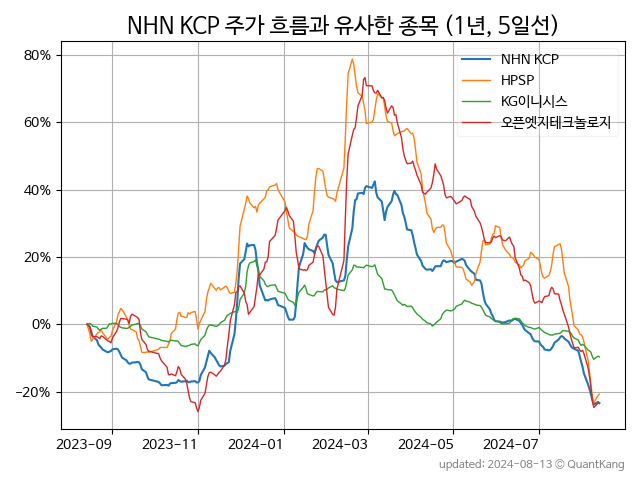 NHN KCP 주가 흐름과 유사한 종목 (1년, 5일선)
NHN KCP
HPSP
KG이니시스
오픈엣지테크놀로지
80%
60%
40%
20%
0%
−20%
2023-09 2023-11 2024-01 2024-03 2024-05 2024-07
updated: 2024-08-13 © QuantKang